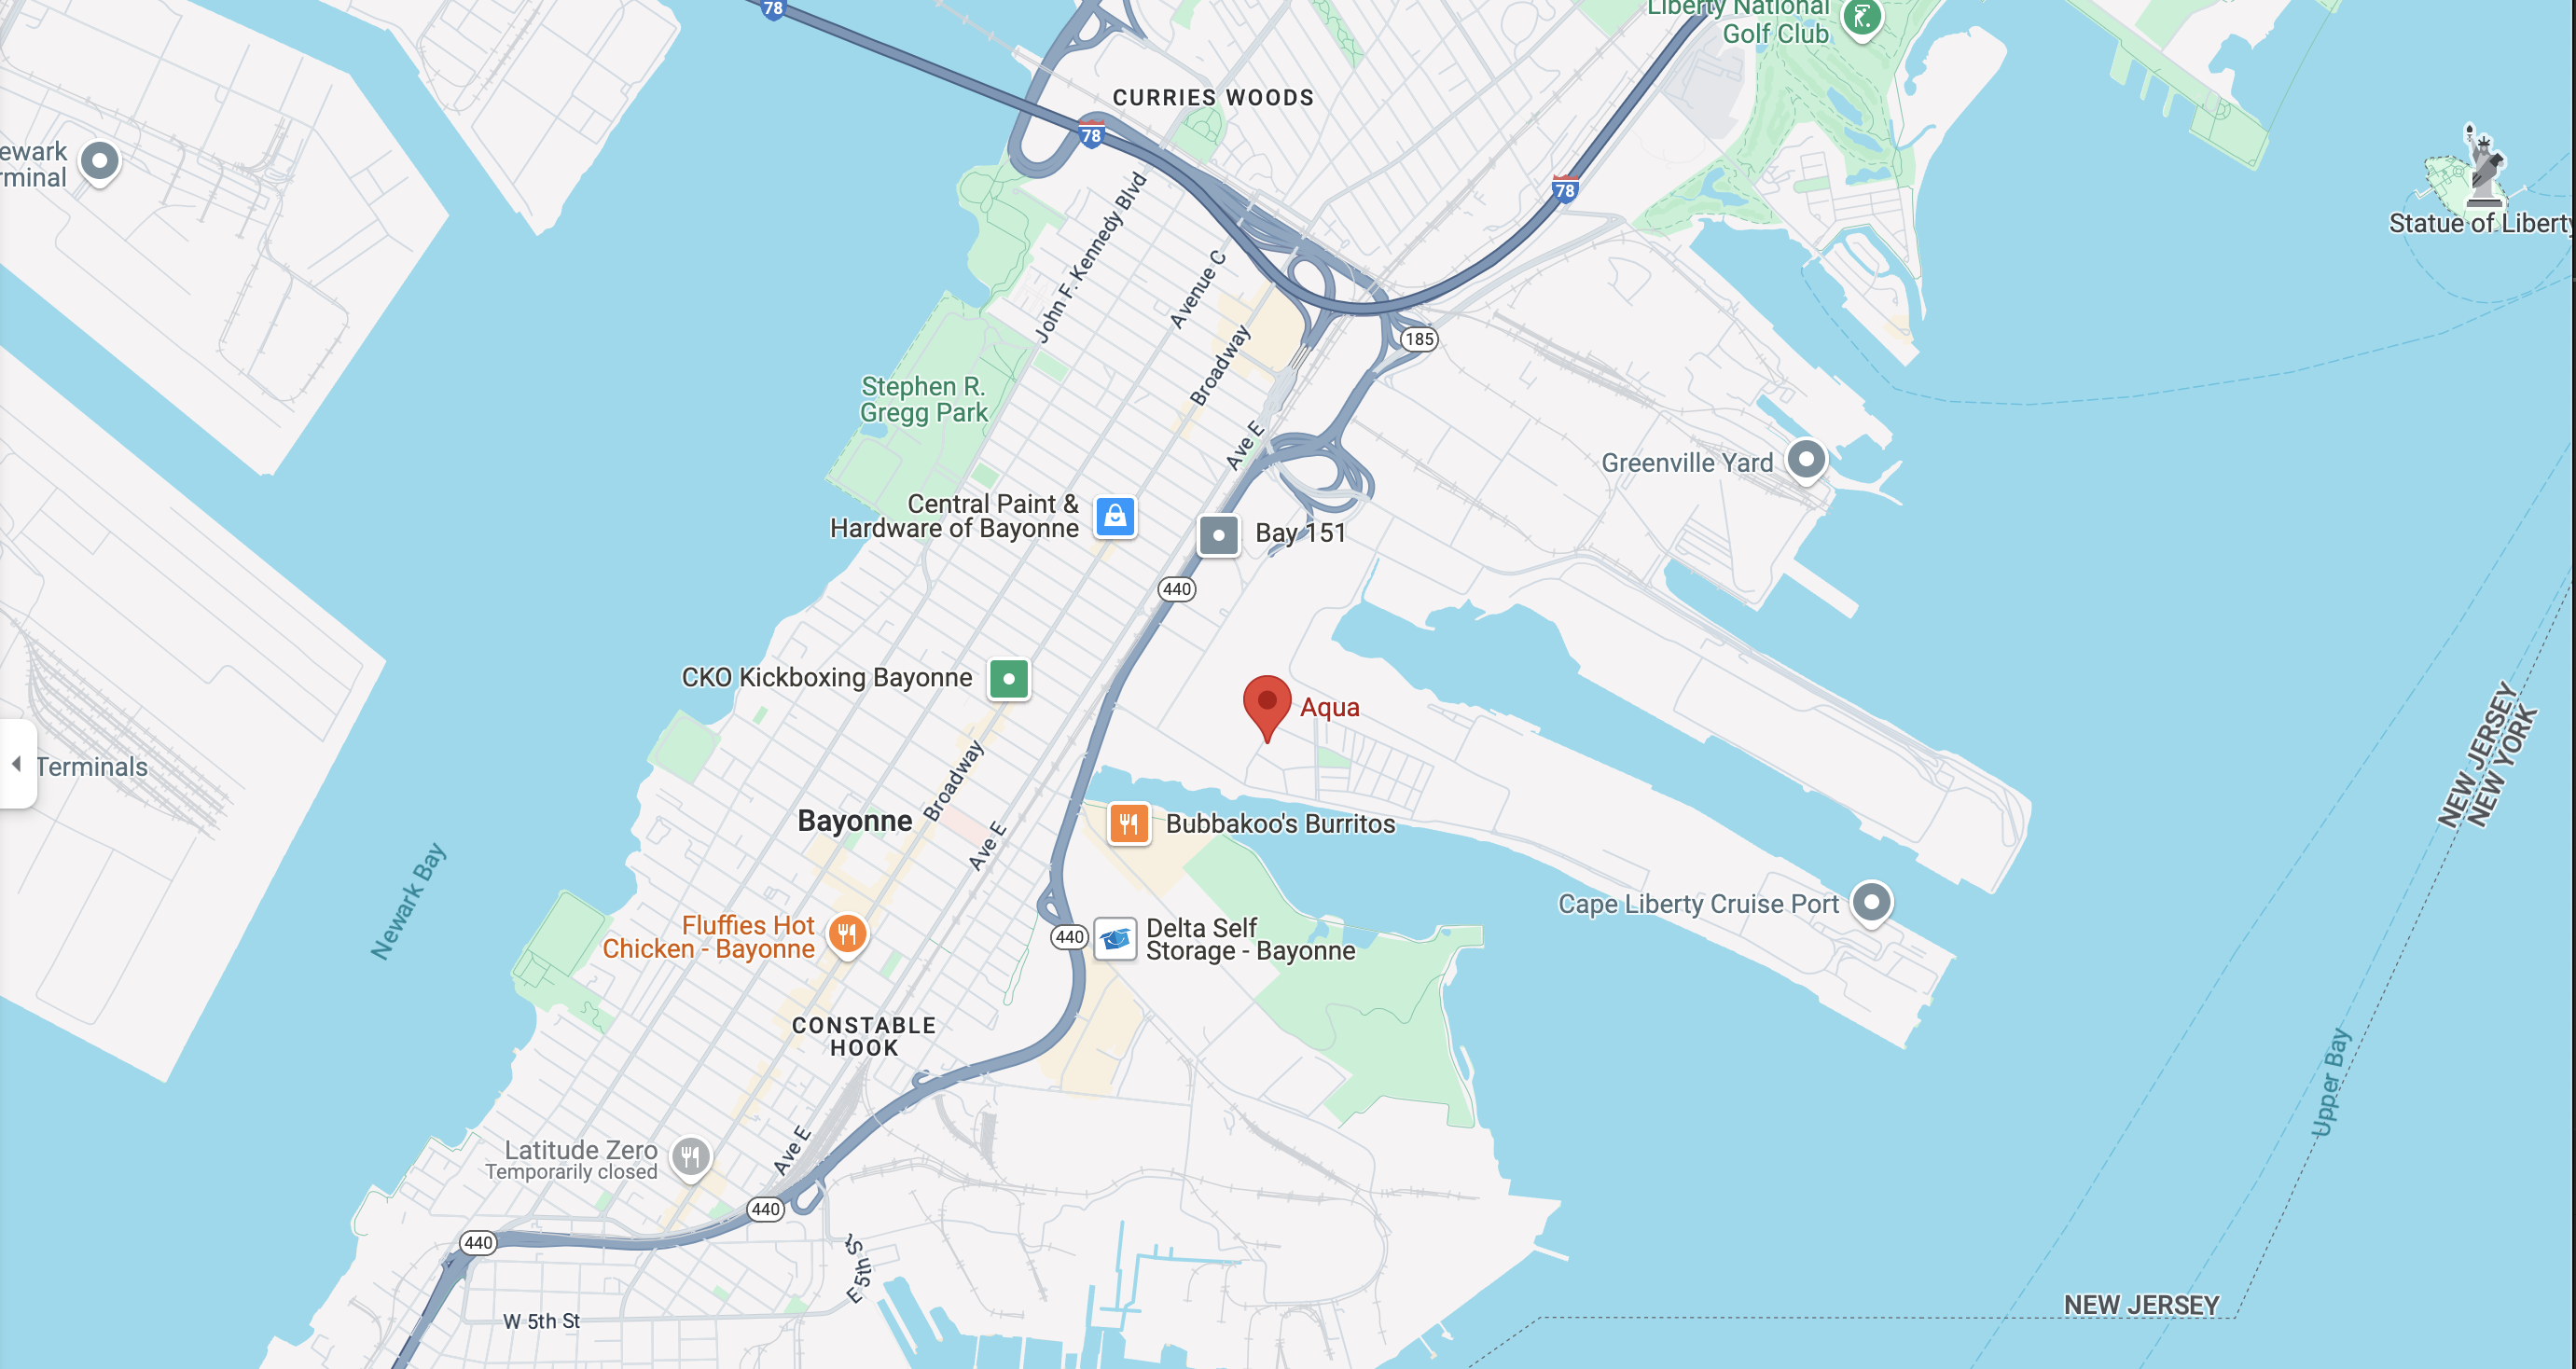 78
Liberty National
Golf Club
CURRIES WOODS
78
ewark
rminal
78
Statue of Liberty
John F. Kennedy Blvd
Avenue C
Broadway
185
Stephen R.
Gregg Park
Ave E
Greenville Yard
Central Paint &
Hardware of Bayonne
Bay 151
440
CKO Kickboxing Bayonne
Aqua
NEW JERSEY
NEW YORK
Terminals
Broadway
Bayonne
Bubbakoo's Burritos
Ave E
Newark Bay
Cape Liberty Cruise Port
Fluffies Hot
Chicken - Bayonne
440
Delta Self
Storage - Bayonne
CONSTABLE
HOOK
Upper Bay
Latitude Zero
Temporarily closed
Ave E
440
440
E 5th St
W 5th St
NEW JERSEY